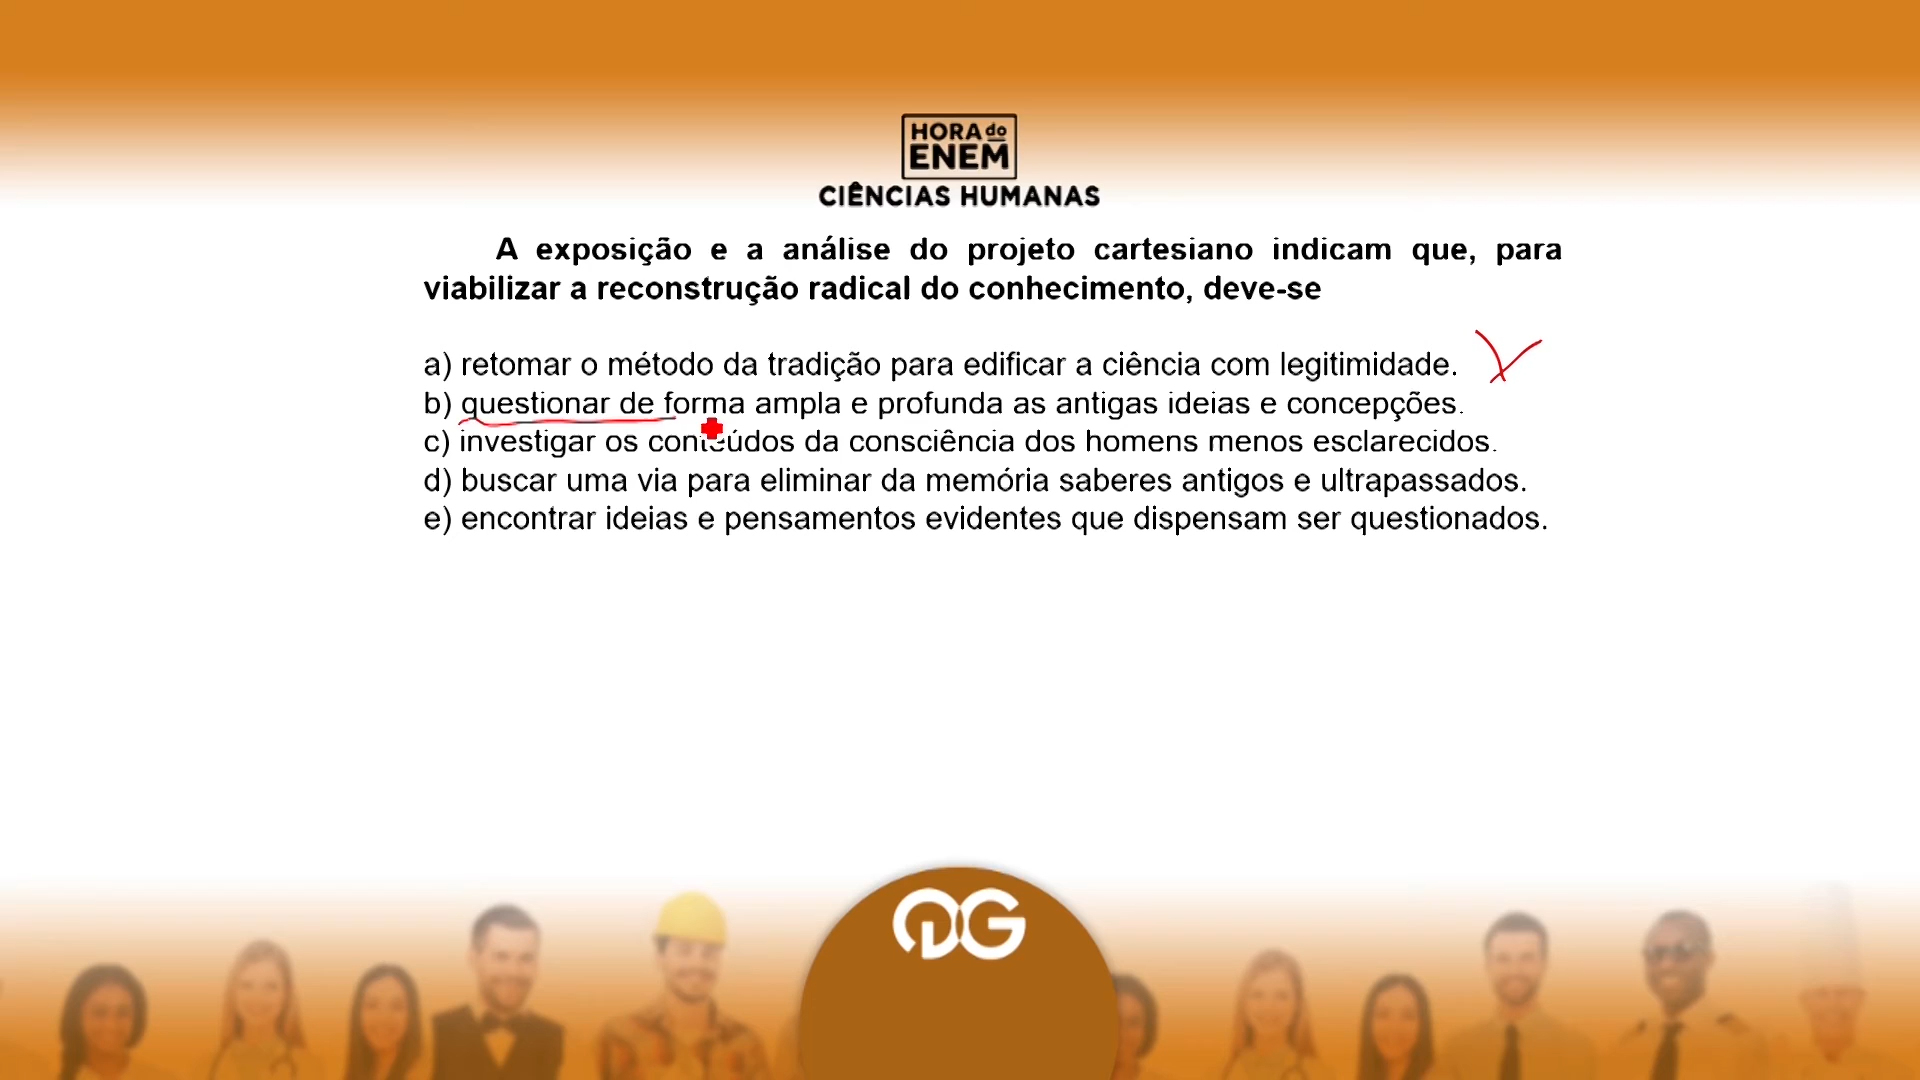 HORA do
ENEM
CIÊNCIAS HUMANAS
A exposição e a análise do projeto cartesiano indicam que, para
viabilizar a reconstrução radical do conhecimento, deve-se
a) retomar o método da tradição para edificar a ciência com legitimidade.
b) questionar de forma ampla e profunda as antigas ideias e concepções.
c) investigar os conteúdos da consciência dos homens menos esclarecidos.
d) buscar uma via para eliminar da memória saberes antigos e ultrapassados.
e) encontrar ideias e pensamentos evidentes que dispensam ser questionados.
DG